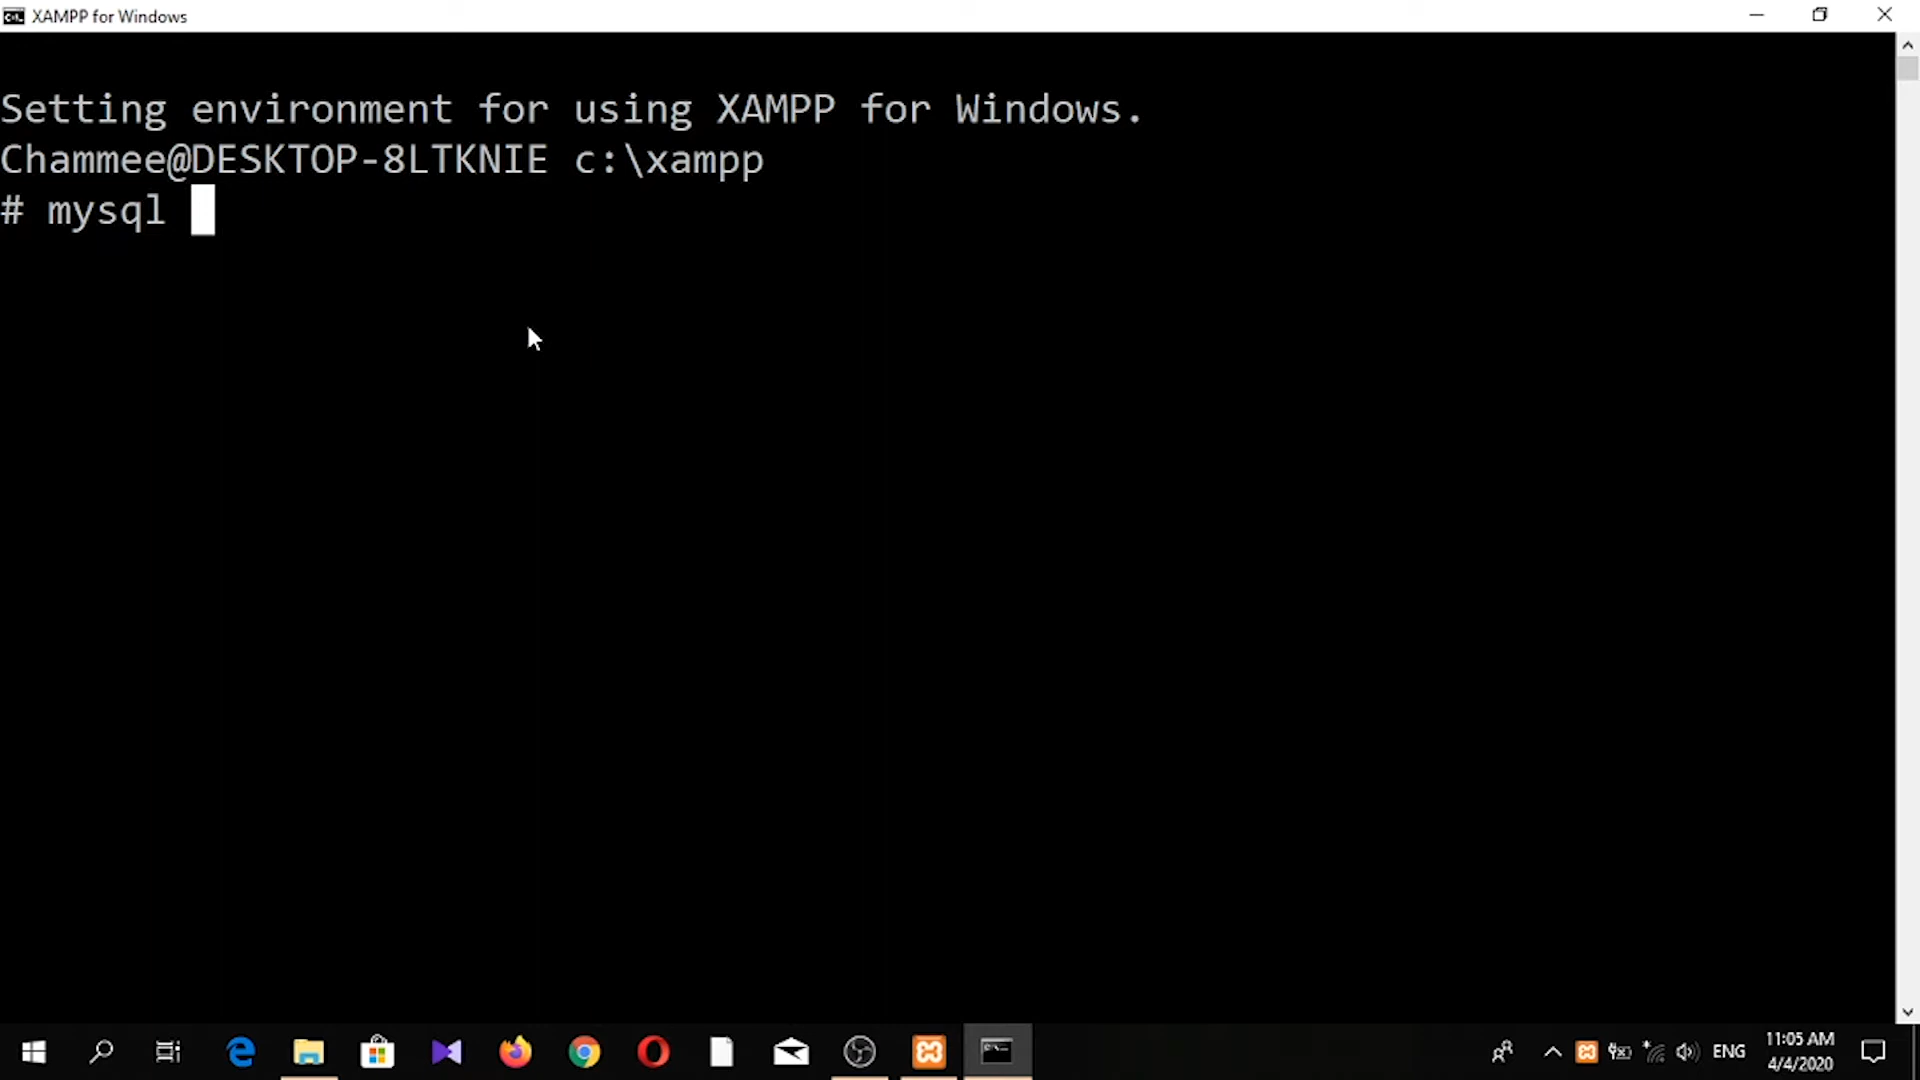 XAMPP for Windows
Setting environment for using XAMPP for Windows.
Chammee@DESKTOP-8LTKNIE c:\xampp
# mysql
ENG
11:05 AM
4/4/2020